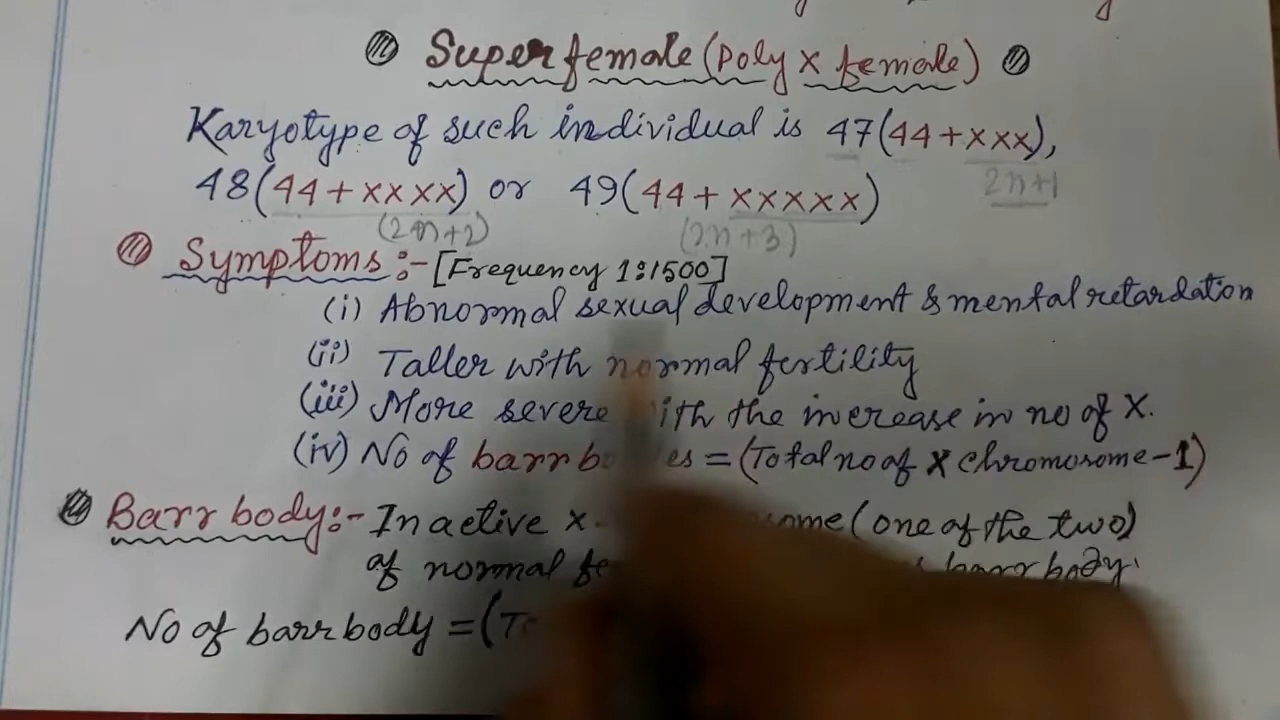 Superfemale (Poly x female)
Karyotype of such individual is 47(44+xxx),
48(44+xxxx) or 49(44+xxxxx)
2n+1
(2n+2) (2n+3)
Symptoms:- [Frequency 1:1500]
(i) Abnormal sexual development & mental retardation
(ii) Taller with normal fertility
(iii) More severe with the increase in no of X.
(iv) No of barr bodies = (Total no of X chromosome-1)
Barr body:- Inactive x- (one of the two)
of normal barr body.
No of barr body = (